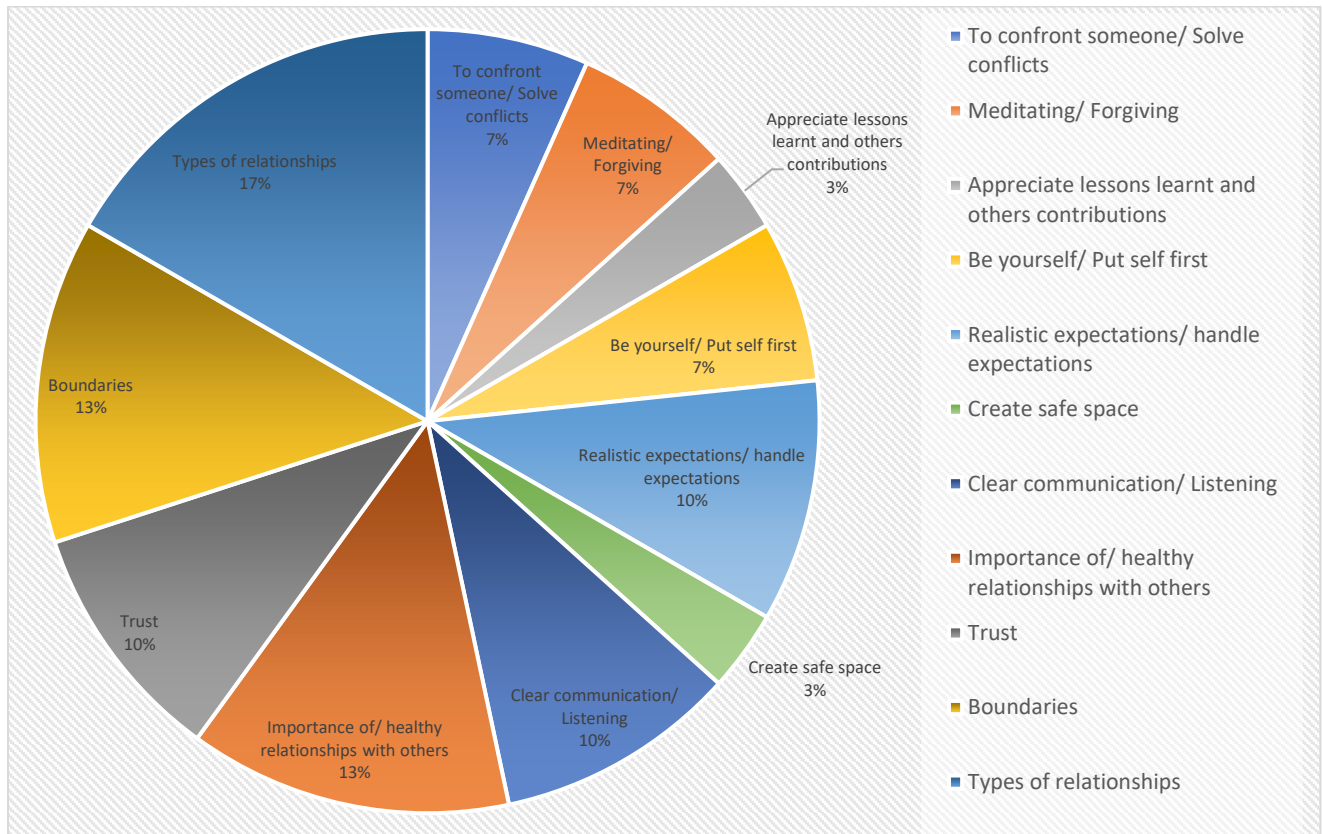 To confront
someone/ Solve
conflicts
7%
Meditating/
Forgiving
7%
Appreciate lessons
learnt and others
contributions
3%
Be yourself/ Put self first
7%
Realistic expectations/ handle
expectations
10%
Create safe space
3%
Clear communication/
Listening
10%
Importance of/ healthy
relationships with others
13%
Trust
10%
Boundaries
13%
Types of relationships
17%
To confront someone/ Solve
conflicts
Meditating/ Forgiving
Appreciate lessons learnt and
others contributions
Be yourself/ Put self first
Realistic expectations/ handle
expectations
Create safe space
Clear communication/ Listening
Importance of/ healthy
relationships with others
Trust
Boundaries
Types of relationships